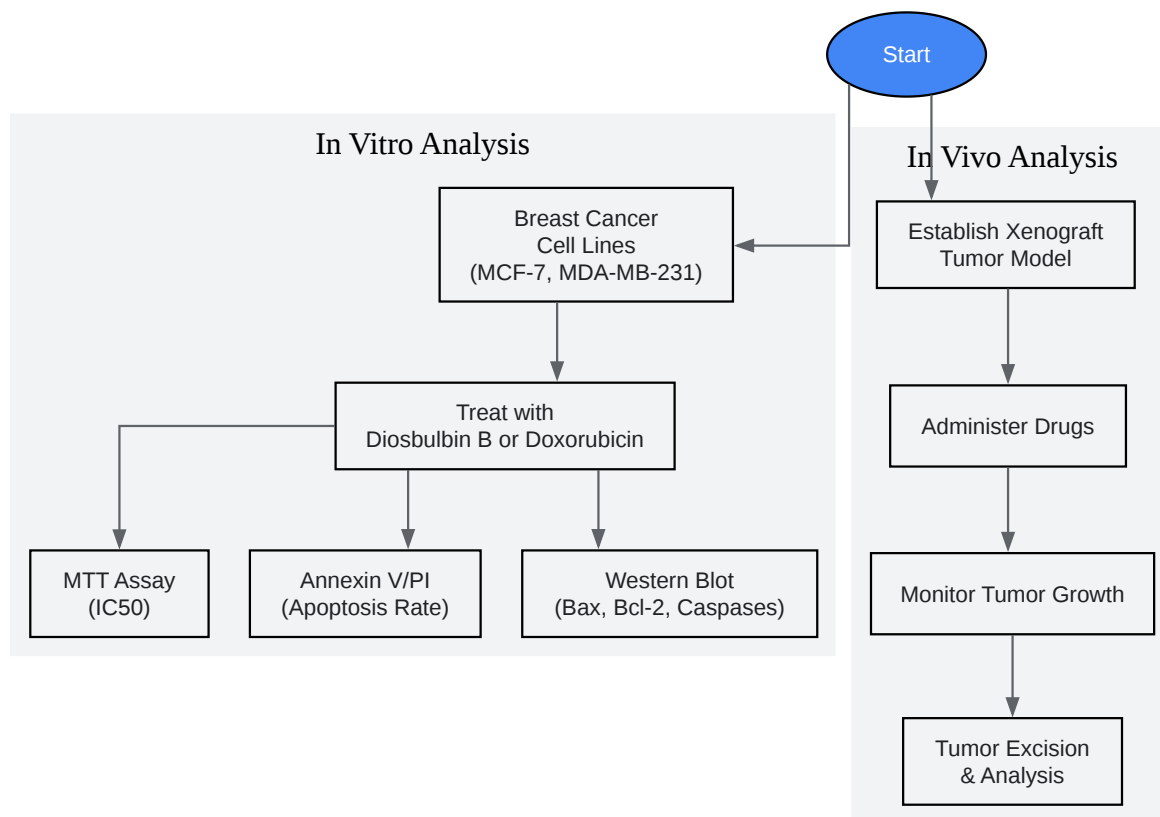 Start
In Vitro Analysis
Breast Cancer
Cell Lines
(MCF-7, MDA-MB-231)
Treat with
Diosbulbin B or Doxorubicin
MTT Assay
(IC50)
Annexin V/PI
(Apoptosis Rate)
Western Blot
(Bax, Bcl-2, Caspases)
In Vivo Analysis
Establish Xenograft
Tumor Model
Administer Drugs
Monitor Tumor Growth
Tumor Excision
& Analysis